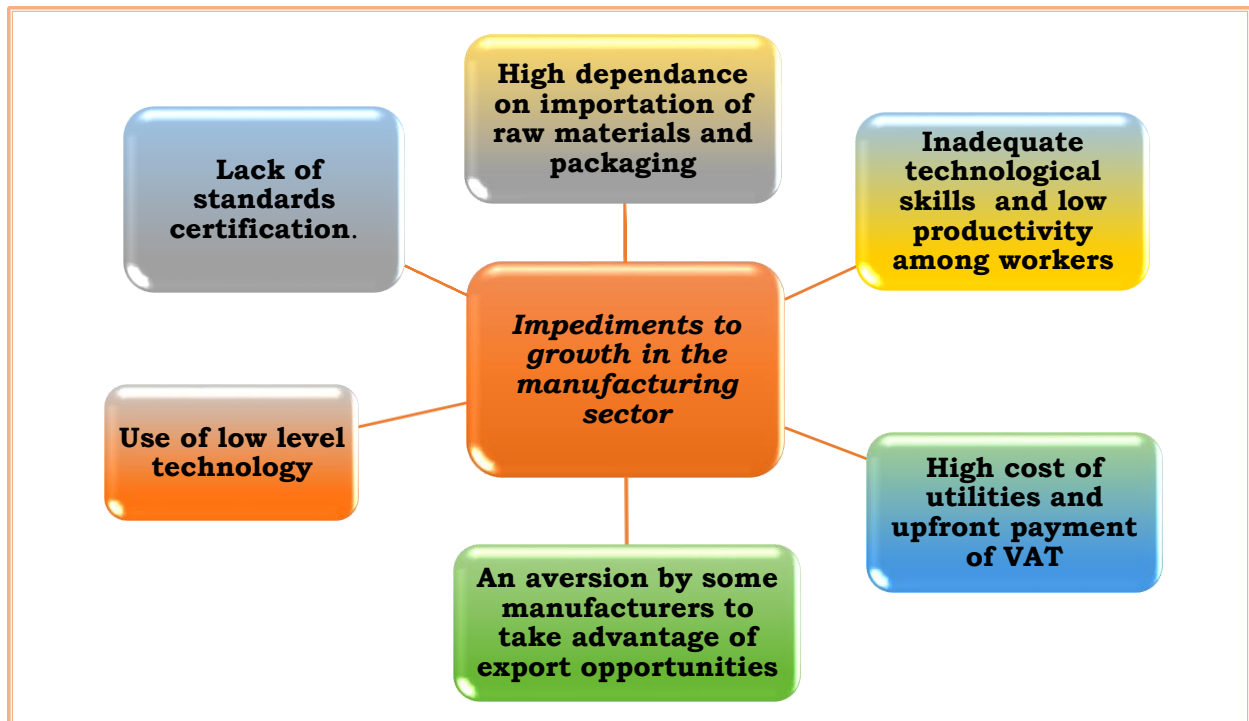 High dependance
on importation of
raw materials and
packaging
Lack of
standards
certification.
Inadequate
technological
skills  and low
productivity
among workers
Impediments to
growth in the
manufacturing
sector
Use of low level
technology
High cost of
utilities and
upfront payment
of VAT
An aversion by some
manufacturers to
take advantage of
export opportunities